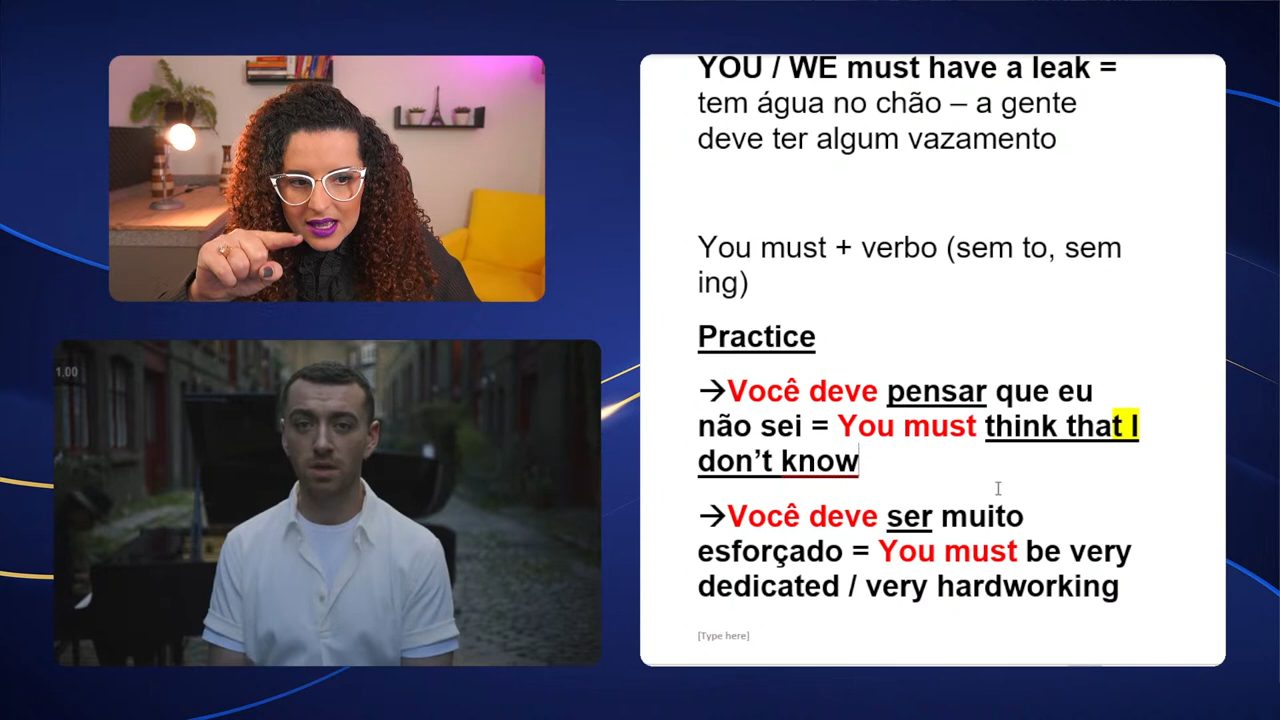 1.00
YOU / WE must have a leak =
tem água no chão – a gente
deve ter algum vazamento
You must + verbo (sem to, sem
ing)
Practice
→Você deve pensar que eu
não sei = You must think that I
don’t know
→Você deve ser muito
esforçado = You must be very
dedicated / very hardworking
[Type here]